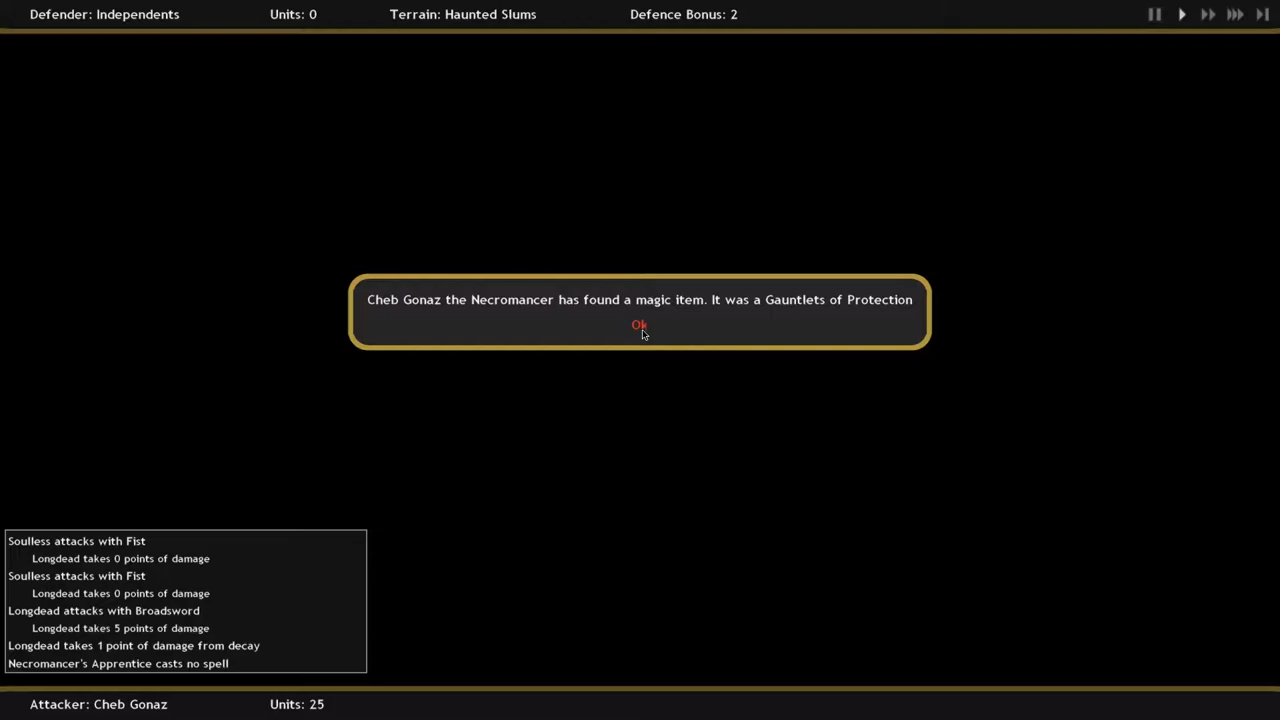 Defender: Independents Units: 0 Terrain: Haunted Slums Defence Bonus: 2
Cheb Gonaz the Necromancer has found a magic item. It was a Gauntlets of Protection
Ok
Soulless attacks with Fist
Longdead takes 0 points of damage
Soulless attacks with Fist
Longdead takes 0 points of damage
Longdead attacks with Broadsword
Longdead takes 5 points of damage
Longdead takes 1 point of damage from decay
Necromancer's Apprentice casts no spell
Attacker: Cheb Gonaz Units: 25